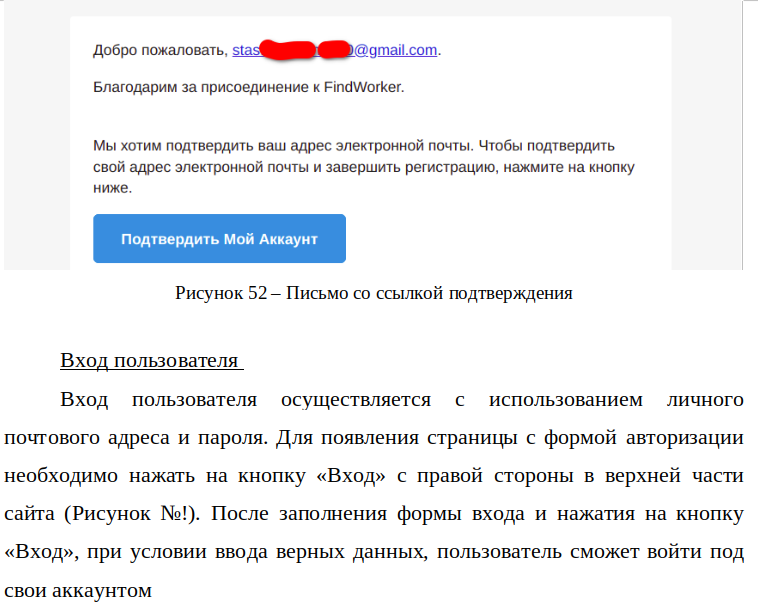 Добро пожаловать, stas 0@gmail.com.
Благодарим за присоединение к FindWorker.
Мы хотим подтвердить ваш адрес электронной почты. Чтобы подтвердить
свой адрес электронной почты и завершить регистрацию, нажмите на кнопку
ниже.
Подтвердить Мой Аккаунт
Рисунок 52 – Письмо со ссылкой подтверждения
Вход пользователя
Вход пользователя осуществляется с использованием личного
почтового адреса и пароля. Для появления страницы с формой авторизации
необходимо нажать на кнопку «Вход» с правой стороны в верхней части
сайта (Рисунок №!). После заполнения формы входа и нажатия на кнопку
«Вход», при условии ввода верных данных, пользователь сможет войти под
свои аккаунтом